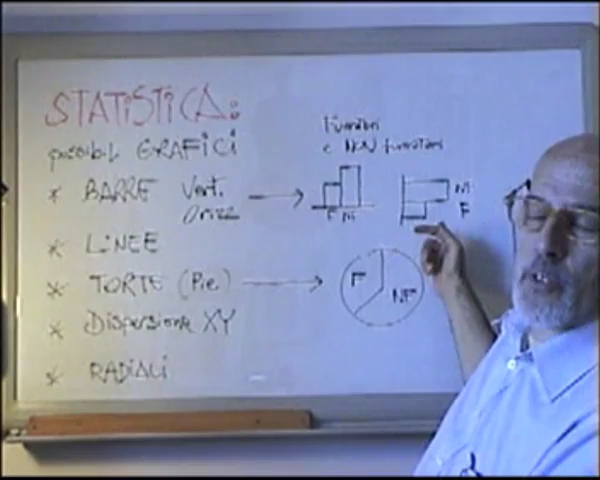 STATISTICA:
possibili GRAFICI
* BARRE Vert.
Orizz
Fumatori
e NON fumatori
F NF
NF
F
* LINEE
* TORTE (Pie)
F
NF
* Dispersione XY
* RADIALI